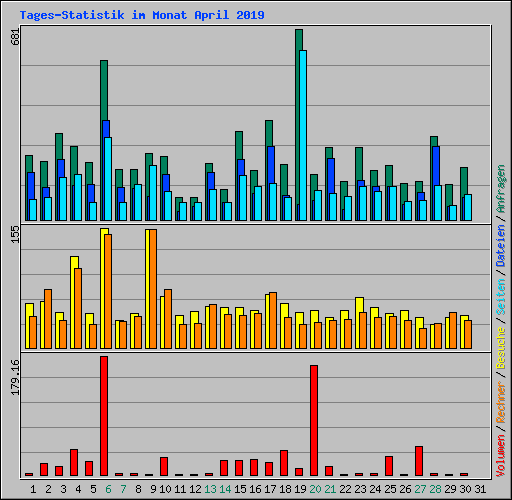 Tages-Statistik im Monat April 2019
681
155
179.16
Volumen / Rechner / Besuche / Seiten / Dateien / Anfragen
1 2 3 4 5 6 7 8 9 10 11 12 13 14 15 16 17 18 19 20 21 22 23 24 25 26 27 28 29 30 31